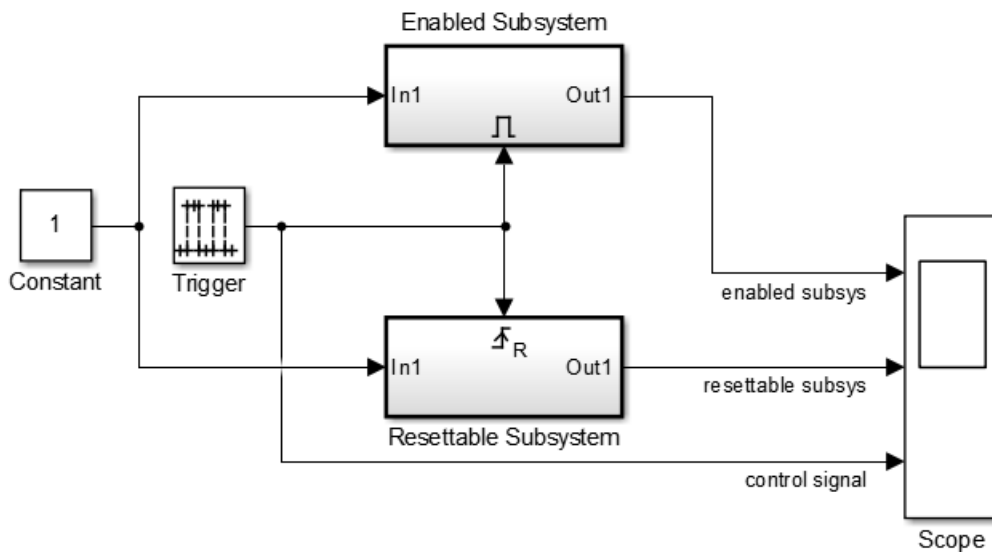 Enabled Subsystem
In1
Out1
1
Constant
Trigger
enabled subsys
R
In1
Out1
resettable subsys
Resettable Subsystem
control signal
Scope